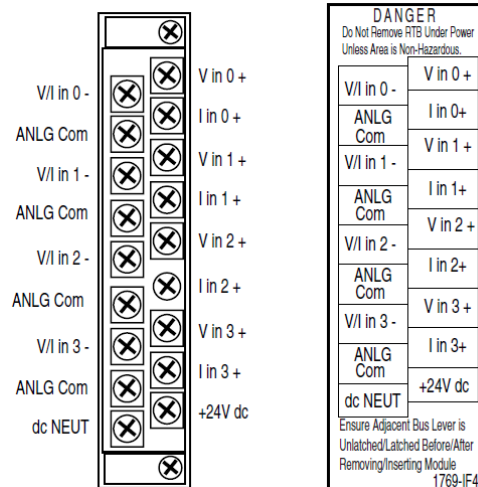 V/I in 0 -
ANLG Com
V/I in 1 -
ANLG Com
V/I in 2 -
ANLG Com
V/I in 3 -
ANLG Com
dc NEUT
V in 0 +
I in 0 +
V in 1 +
I in 1 +
V in 2 +
I in 2 +
V in 3 +
I in 3 +
+24V dc
DANGER
Do Not Remove RTB Under Power
Unless Area is Non-Hazardous.
V/I in 0 -
ANLG
Com
V/I in 1 -
ANLG
Com
V/I in 2 -
ANLG
Com
V/I in 3 -
ANLG
Com
dc NEUT
V in 0 +
I in 0+
V in 1 +
I in 1+
V in 2 +
I in 2+
V in 3 +
I in 3+
+24V dc
Ensure Adjacent Bus Lever is
Unlatched/Latched Before/After
Removing/Inserting Module
1769-IF4